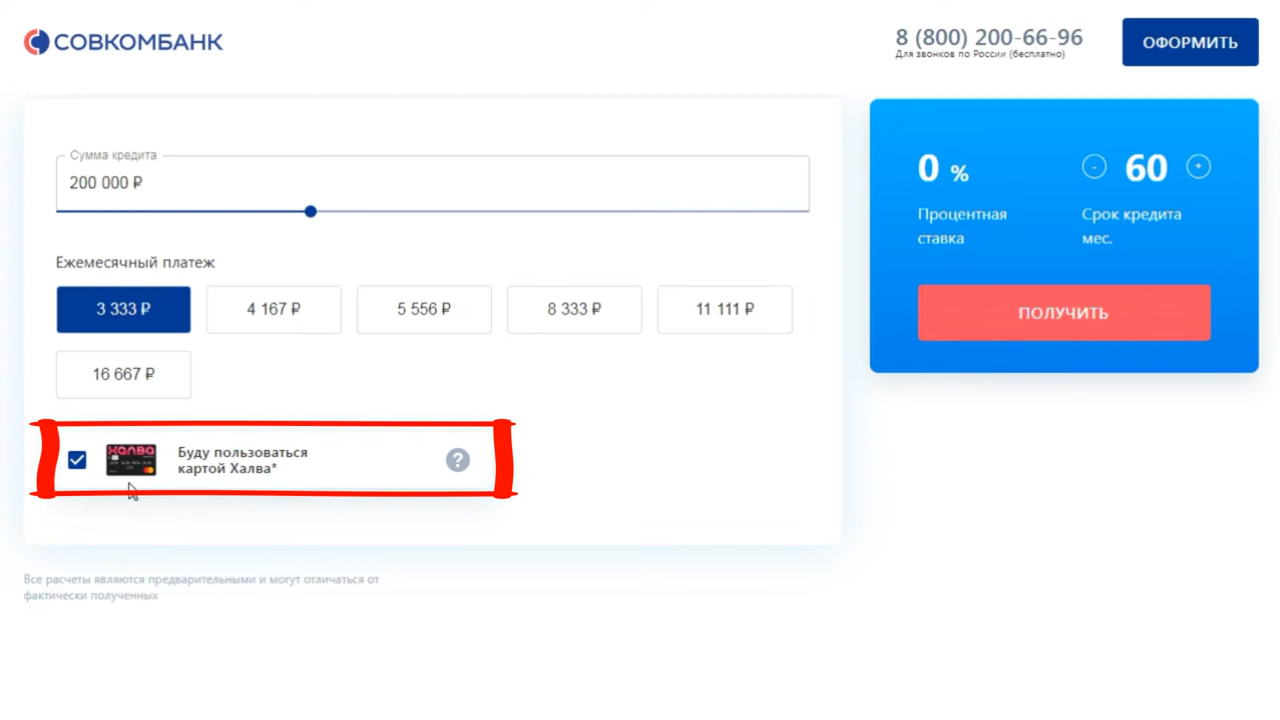 СОВКОМБАНК
8 (800) 200-66-96
Для звонков по России (бесплатно)
ОФОРМИТЬ
Сумма кредита
200 000 ₽
Ежемесячный платеж
3 333 ₽
4 167 ₽
5 556 ₽
8 333 ₽
11 111 ₽
16 667 ₽
халва
Буду пользоваться
картой Халва*
?
Все расчеты являются предварительными и могут отличаться от
фактически полученных
0 %
Процентная
ставка
- 60 +
Срок кредита
мес.
ПОЛУЧИТЬ